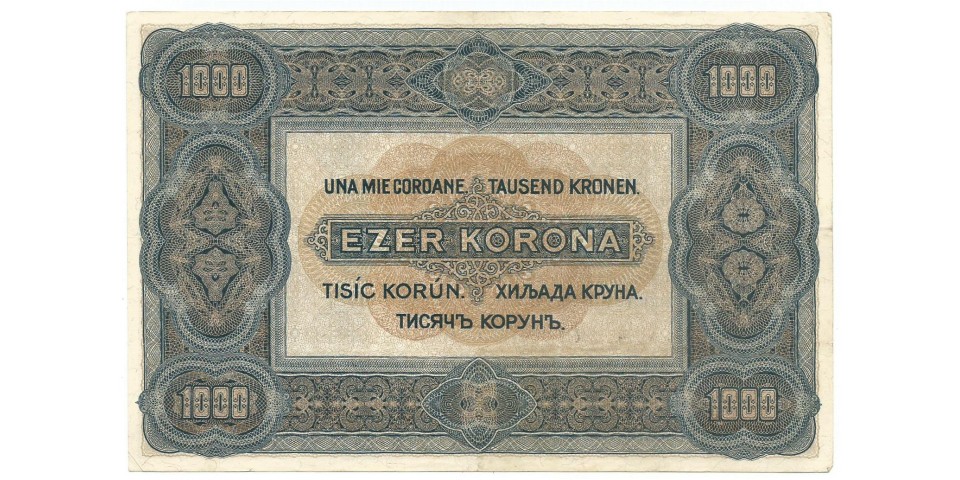 1000 1000
UNA MIE COROANE. TAUSEND KRONEN.
EZER KORONA
TISÍC KORÚN. ХИЉАДА КРУНА.
ТИСЯЧЪ КОРУНЪ.
1000 1000